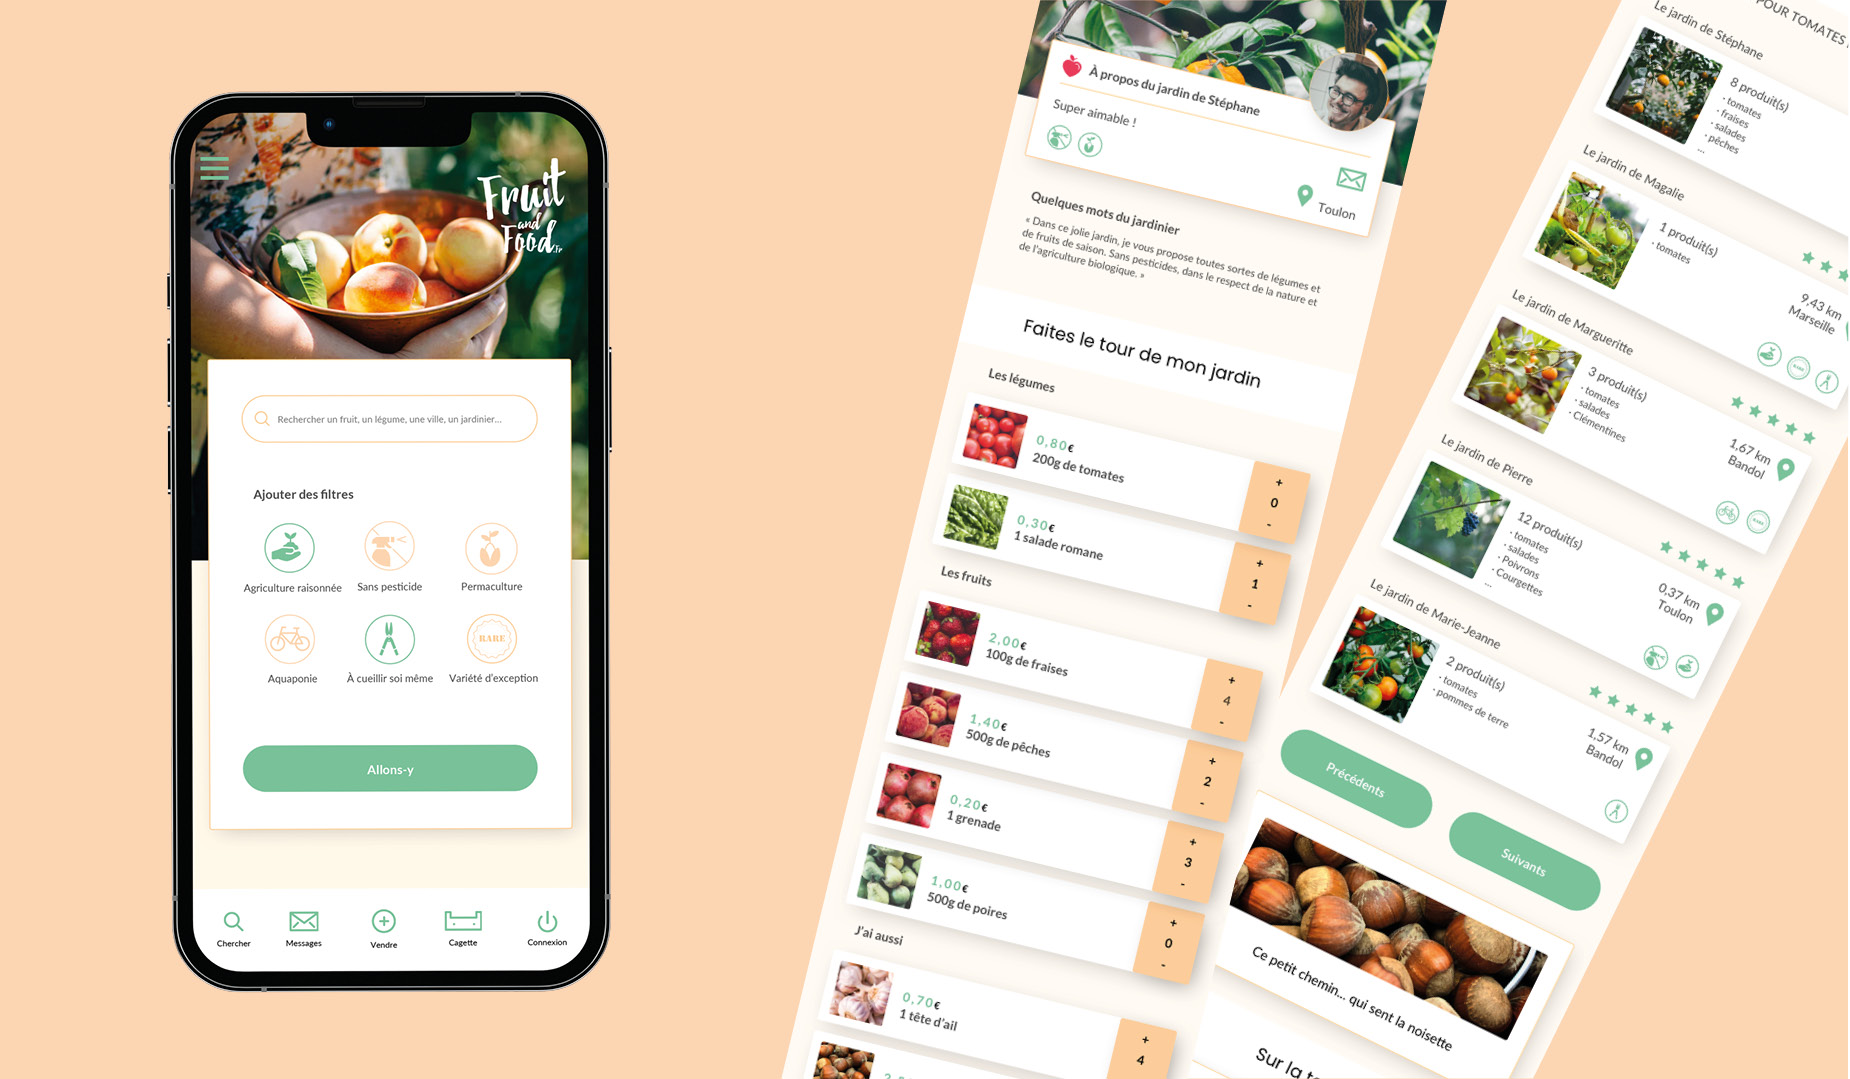 Fruit
and
Food.fr
Rechercher un fruit, un légume, une ville, un jardinier...
Ajouter des filtres
Agriculture raisonnée
Sans pesticide
Permaculture
RARE
Aquaponie
À cueillir soi même
Variété d'exception
Allons-y
Chercher
Messages
Vendre
Cagette
Connexion
À propos du jardin de Stéphane
Super aimable !
Toulon
Quelques mots du jardinier
« Dans ce jolie jardin, je vous propose toutes sortes de légumes et
de fruits de saison. Sans pesticides, dans le respect de la nature et
de l'agriculture biologique. »
Faites le tour de mon jardin
Les légumes
0,80€
200g de tomates
+
0
-
0,30€
1 salade romane
+
1
-
Les fruits
2,00€
100g de fraises
+
4
-
1,40€
500g de pêches
+
2
-
0,20€
1 grenade
+
3
-
1,00€
500g de poires
+
0
-
J'ai aussi
0,70€
1 tête d'ail
+
4
POUR TOMATES
Le jardin de Stéphane
8 produit(s)
· tomates
· fraises
· salades
· pêches
...
Le jardin de Magalie
1 produit(s)
· tomates
9,43 km
Marseille
RARE
Le jardin de Margueritte
3 produit(s)
· tomates
· salades
· Clémentines
1,67 km
Bandol
RARE
Le jardin de Pierre
12 produit(s)
· tomates
· salades
· Poivrons
· Courgettes
...
0,37 km
Toulon
Le jardin de Marie-Jeanne
2 produit(s)
· tomates
· pommes de terre
1,57 km
Bandol
Précédents
Suivants
Ce petit chemin... qui sent la noisette
Sur la